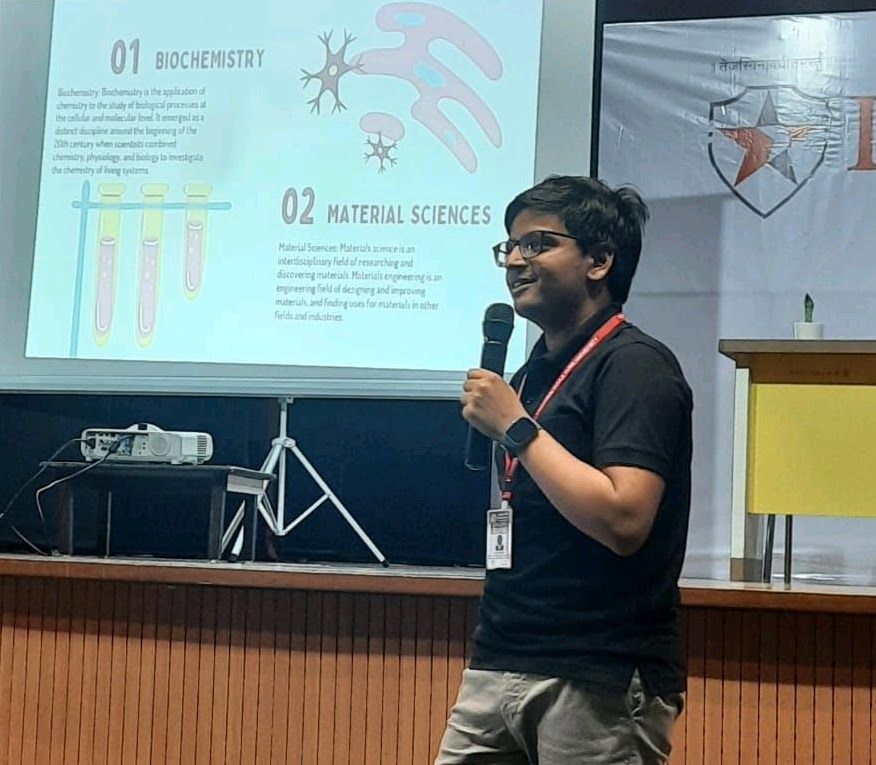 01 BIOCHEMISTRY
Biochemistry: Biochemistry is the application of
chemistry to the study of biological processes at
the cellular and molecular level. It emerged as a
distinct discipline around the beginning of the
20th century when scientists combined
chemistry, physiology, and biology to investigate
the chemistry of living systems.
02 MATERIAL SCIENCES
Material Sciences: Materials science is an
interdisciplinary field of researching and
discovering materials. Materials engineering is an
engineering field of designing and improving
materials, and finding uses for materials in other
fields and industries.